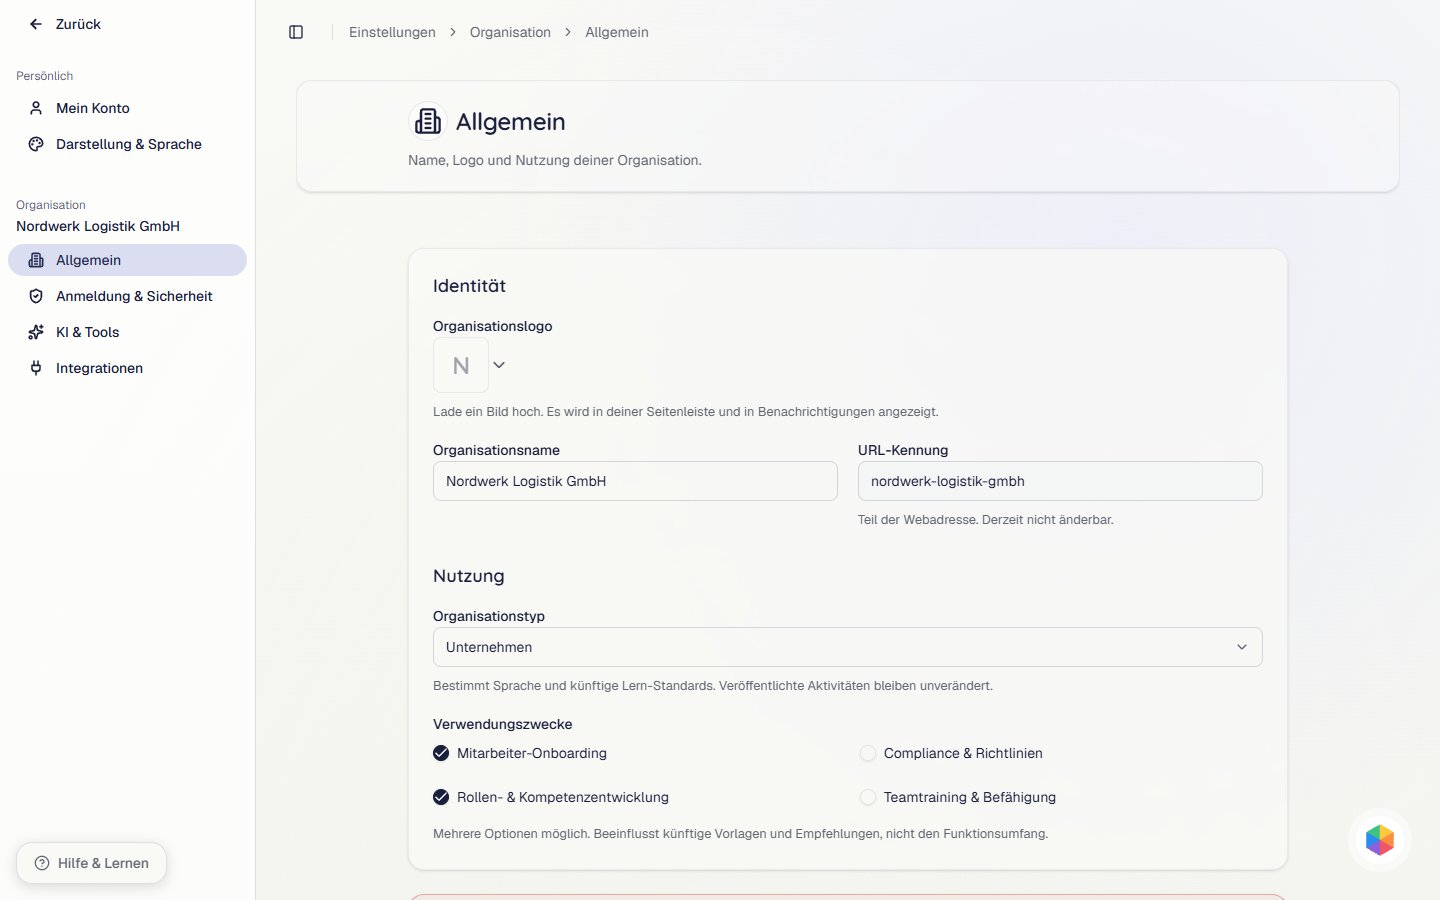 Zurück
Persönlich
Mein Konto
Darstellung & Sprache
Organisation
Nordwerk Logistik GmbH
Allgemein
Anmeldung & Sicherheit
KI & Tools
Integrationen
Hilfe & Lernen
Einstellungen > Organisation > Allgemein
Allgemein
Name, Logo und Nutzung deiner Organisation.
Identität
Organisationslogo
N
Lade ein Bild hoch. Es wird in deiner Seitenleiste und in Benachrichtigungen angezeigt.
Organisationsname
Nordwerk Logistik GmbH
URL-Kennung
nordwerk-logistik-gmbh
Teil der Webadresse. Derzeit nicht änderbar.
Nutzung
Organisationstyp
Unternehmen
Bestimmt Sprache und künftige Lern-Standards. Veröffentlichte Aktivitäten bleiben unverändert.
Verwendungszwecke
Mitarbeiter-Onboarding
Compliance & Richtlinien
Rollen- & Kompetenzentwicklung
Teamtraining & Befähigung
Mehrere Optionen möglich. Beeinflusst künftige Vorlagen und Empfehlungen, nicht den Funktionsumfang.